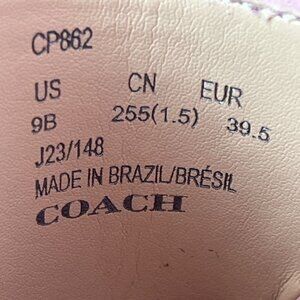 CP862
US CN EUR
9B 255(1.5) 39.5
J23/148
MADE IN BRAZIL/BRÉSIL
COACH